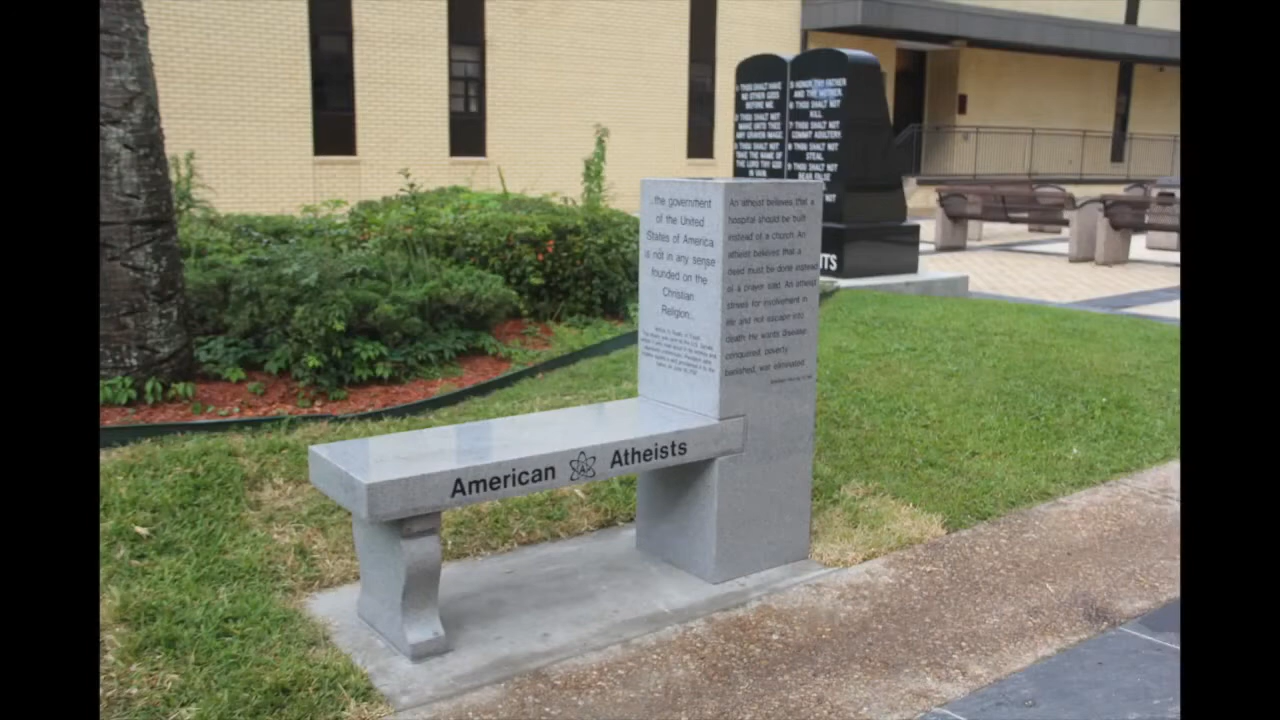 ..the government
of the United
States of America
is not in any sense
founded on the
Christian
Religion..
An atheist believes that a
hospital should be built
instead of a church. An
atheist believes that a
deed must be done instead
of a prayer said. An atheist
strives for involvement in
life and not escape into
death. He wants disease
conquered, poverty
banished, war eliminated.
American Atheists
THOU SHALT HAVE
NO OTHER GODS
BEFORE ME.
THOU SHALT NOT
MAKE UNTO THEE
ANY GRAVEN IMAGE.
THOU SHALT NOT
TAKE THE NAME OF
THE LORD THY GOD
IN VAIN.
HONOR THY FATHER
AND THY MOTHER.
THOU SHALT NOT
KILL.
THOU SHALT NOT
COMMIT ADULTERY.
THOU SHALT NOT
STEAL.
THOU SHALT NOT
BEAR FALSE
NOT
NTS